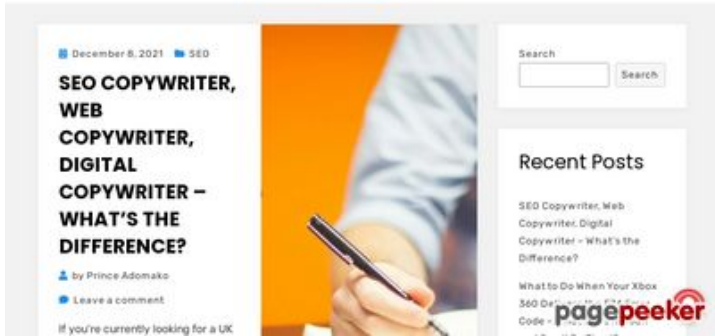 December 8, 2021 SEO
SEO COPYWRITER,
WEB
COPYWRITER,
DIGITAL
COPYWRITER –
WHAT'S THE
DIFFERENCE?
by Prince Adomako
Leave a comment
If you're currently looking for a UK
Search
Search
Recent Posts
SEO Copywriter, Web
Copywriter, Digital
Copywriter – What's the
Difference?
What to Do When Your Xbox
360
Code –
pagepeeker